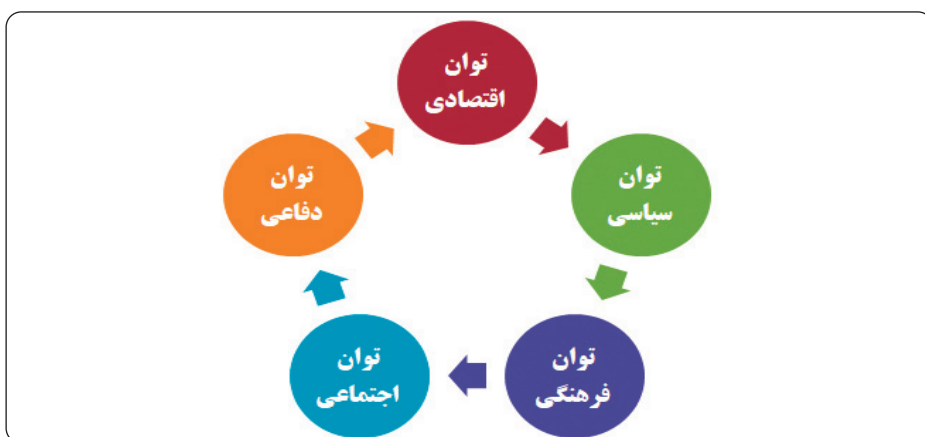 توان
اقتصادی
توان
سیاسی
توان
فرهنگی
توان
اجتماعی
توان
دفاعی